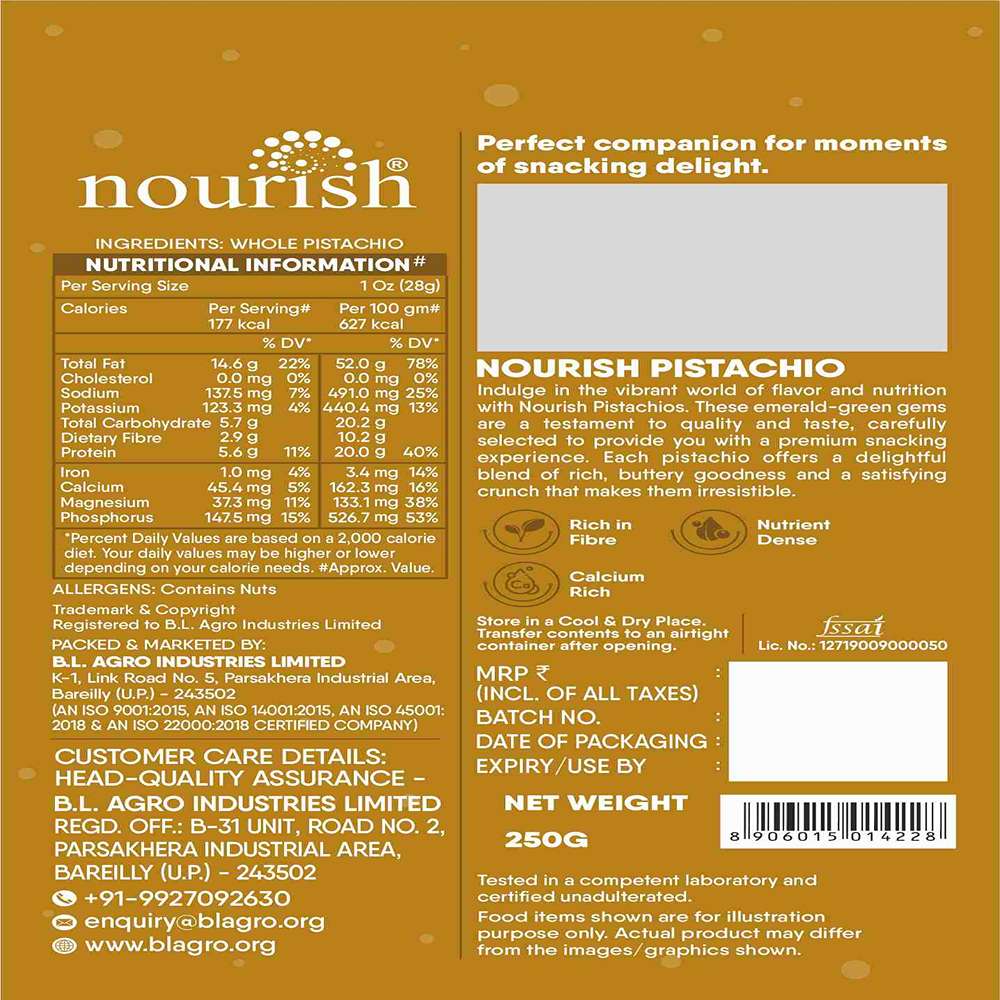 nourish®
INGREDIENTS: WHOLE PISTACHIO
NUTRITIONAL INFORMATION#
Per Serving Size 1 Oz (28g)
Calories Per Serving# Per 100 gm#
177 kcal 627 kcal
% DV* % DV*
Total Fat 14.6 g 22% 52.0 g 78%
Cholesterol 0.0 mg 0% 0.0 mg 0%
Sodium 137.5 mg 7% 491.0 mg 25%
Potassium 123.3 mg 4% 440.4 mg 13%
Total Carbohydrate 5.7 g 20.2 g
Dietary Fibre 2.9 g 10.2 g
Protein 5.6 g 11% 20.0 g 40%
Iron 1.0 mg 4% 3.4 mg 14%
Calcium 45.4 mg 5% 162.3 mg 16%
Magnesium 37.3 mg 11% 133.1 mg 38%
Phosphorus 147.5 mg 15% 526.7 mg 53%
*Percent Daily Values are based on a 2,000 calorie
diet. Your daily values may be higher or lower
depending on your calorie needs. #Approx. Value.
ALLERGENS: Contains Nuts
Trademark & Copyright
Registered to B.L. Agro Industries Limited
PACKED & MARKETED BY:
B.L. AGRO INDUSTRIES LIMITED
K-1, Link Road No. 5, Parsakhera Industrial Area,
Bareilly (U.P.) - 243502
(AN ISO 9001:2015, AN ISO 14001:2015, AN ISO 45001:
2018 & AN ISO 22000:2018 CERTIFIED COMPANY)
CUSTOMER CARE DETAILS:
HEAD-QUALITY ASSURANCE -
B.L. AGRO INDUSTRIES LIMITED
REGD. OFF.: B-31 UNIT, ROAD NO. 2,
PARSAKHERA INDUSTRIAL AREA,
BAREILLY (U.P.) - 243502
+91-9927092630
enquiry@blagro.org
www.blagro.org
Perfect companion for moments
of snacking delight.
NOURISH PISTACHIO
Indulge in the vibrant world of flavor and nutrition
with Nourish Pistachios. These emerald-green gems
are a testament to quality and taste, carefully
selected to provide you with a premium snacking
experience. Each pistachio offers a delightful
blend of rich, buttery goodness and a satisfying
crunch that makes them irresistible.
Rich in
Fibre
Nutrient
Dense
Ca
Calcium
Rich
Store in a Cool & Dry Place.
Transfer contents to an airtight
container after opening.
fssai
Lic. No.: 12719009000050
MRP ₹ :
(INCL. OF ALL TAXES)
BATCH NO. :
DATE OF PACKAGING :
EXPIRY/USE BY :
NET WEIGHT
250G
8 906015 014228
Tested in a competent laboratory and
certified unadulterated.
Food items shown are for illustration
purpose only. Actual product may differ
from the images/graphics shown.